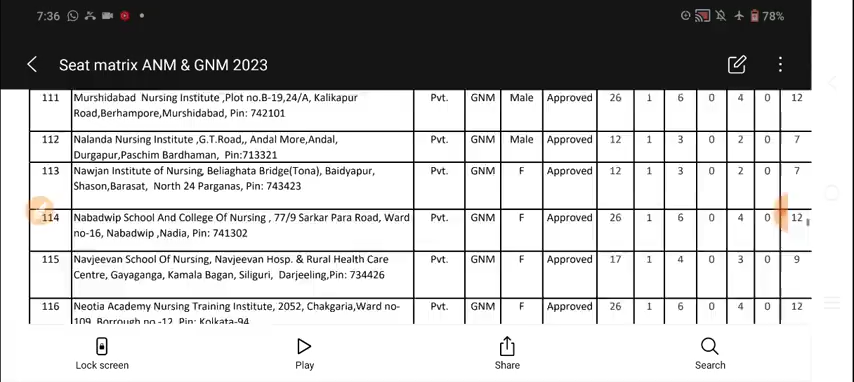 7:36 78%
Seat matrix ANM & GNM 2023
111 Murshidabad Nursing Institute ,Plot no.B-19,24/A, Kalikapur Pvt. GNM Male Approved 26 1 6 0 4 0 12
Road,Berhampore,Murshidabad, Pin: 742101
112 Nalanda Nursing Institute ,G.T.Road,, Andal More,Andal, Pvt. GNM Male Approved 12 1 3 0 2 0 7
Durgapur,Paschim Bardhaman, Pin:713321
113 Nawjan Institute of Nursing, Beliaghata Bridge(Tona), Baidyapur, Pvt. GNM F Approved 12 1 3 0 2 0 7
Shason,Barasat, North 24 Parganas, Pin: 743423
114 Nabadwip School And College Of Nursing , 77/9 Sarkar Para Road, Ward Pvt. GNM F Approved 26 1 6 0 4 0 12
no-16, Nabadwip ,Nadia, Pin: 741302
115 Navjeevan School Of Nursing, Navjeevan Hosp. & Rural Health Care Pvt. GNM F Approved 17 1 4 0 3 0 9
Centre, Gayaganga, Kamala Bagan, Siliguri, Darjeeling,Pin: 734426
116 Neotia Academy Nursing Training Institute, 2052, Chakgaria,Ward no- Pvt. GNM F Approved 26 1 6 0 4 0 12
109, Borrough no.-12, Pin: Kolkata-94
Lock screen Play Share Search